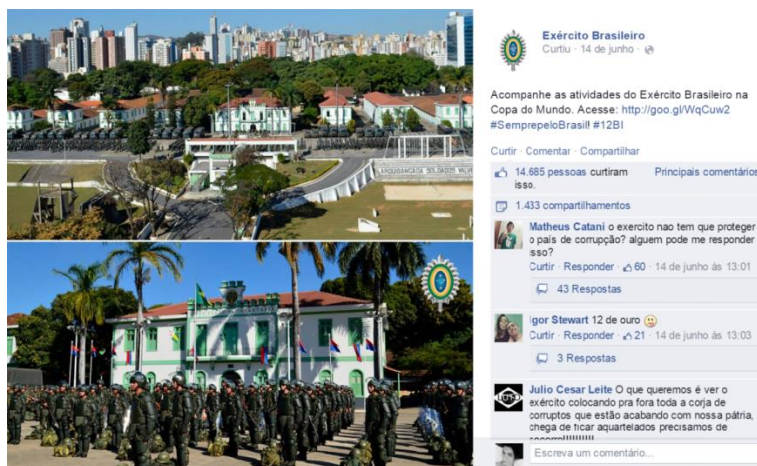 ARQUIBANCADA SOLDADOS VALV
Exército Brasileiro
Curtiu · 14 de junho ·
Acompanhe as atividades do Exército Brasileiro na
Copa do Mundo. Acesse: http://goo.gl/WqCuw2
#SemprepeloBrasil! #12BI
Curtir · Comentar · Compartilhar
14.685 pessoas curtiram
isso.
Principais comentários
1.433 compartilhamentos
Matheus Catani o exercito nao tem que proteger
o país de corrupção? alguem pode me responder
isso?
Curtir · Responder · 60 · 14 de junho às 13:01
43 Respostas
Igor Stewart 12 de ouro
Curtir · Responder · 21 · 14 de junho às 13:03
3 Respostas
Julio Cesar Leite O que queremos é ver o
exército colocando pra fora toda a corja de
corruptos que estão acabando com nossa pátria,
chega de ficar aquartelados precisamos de
Escreva um comentário...